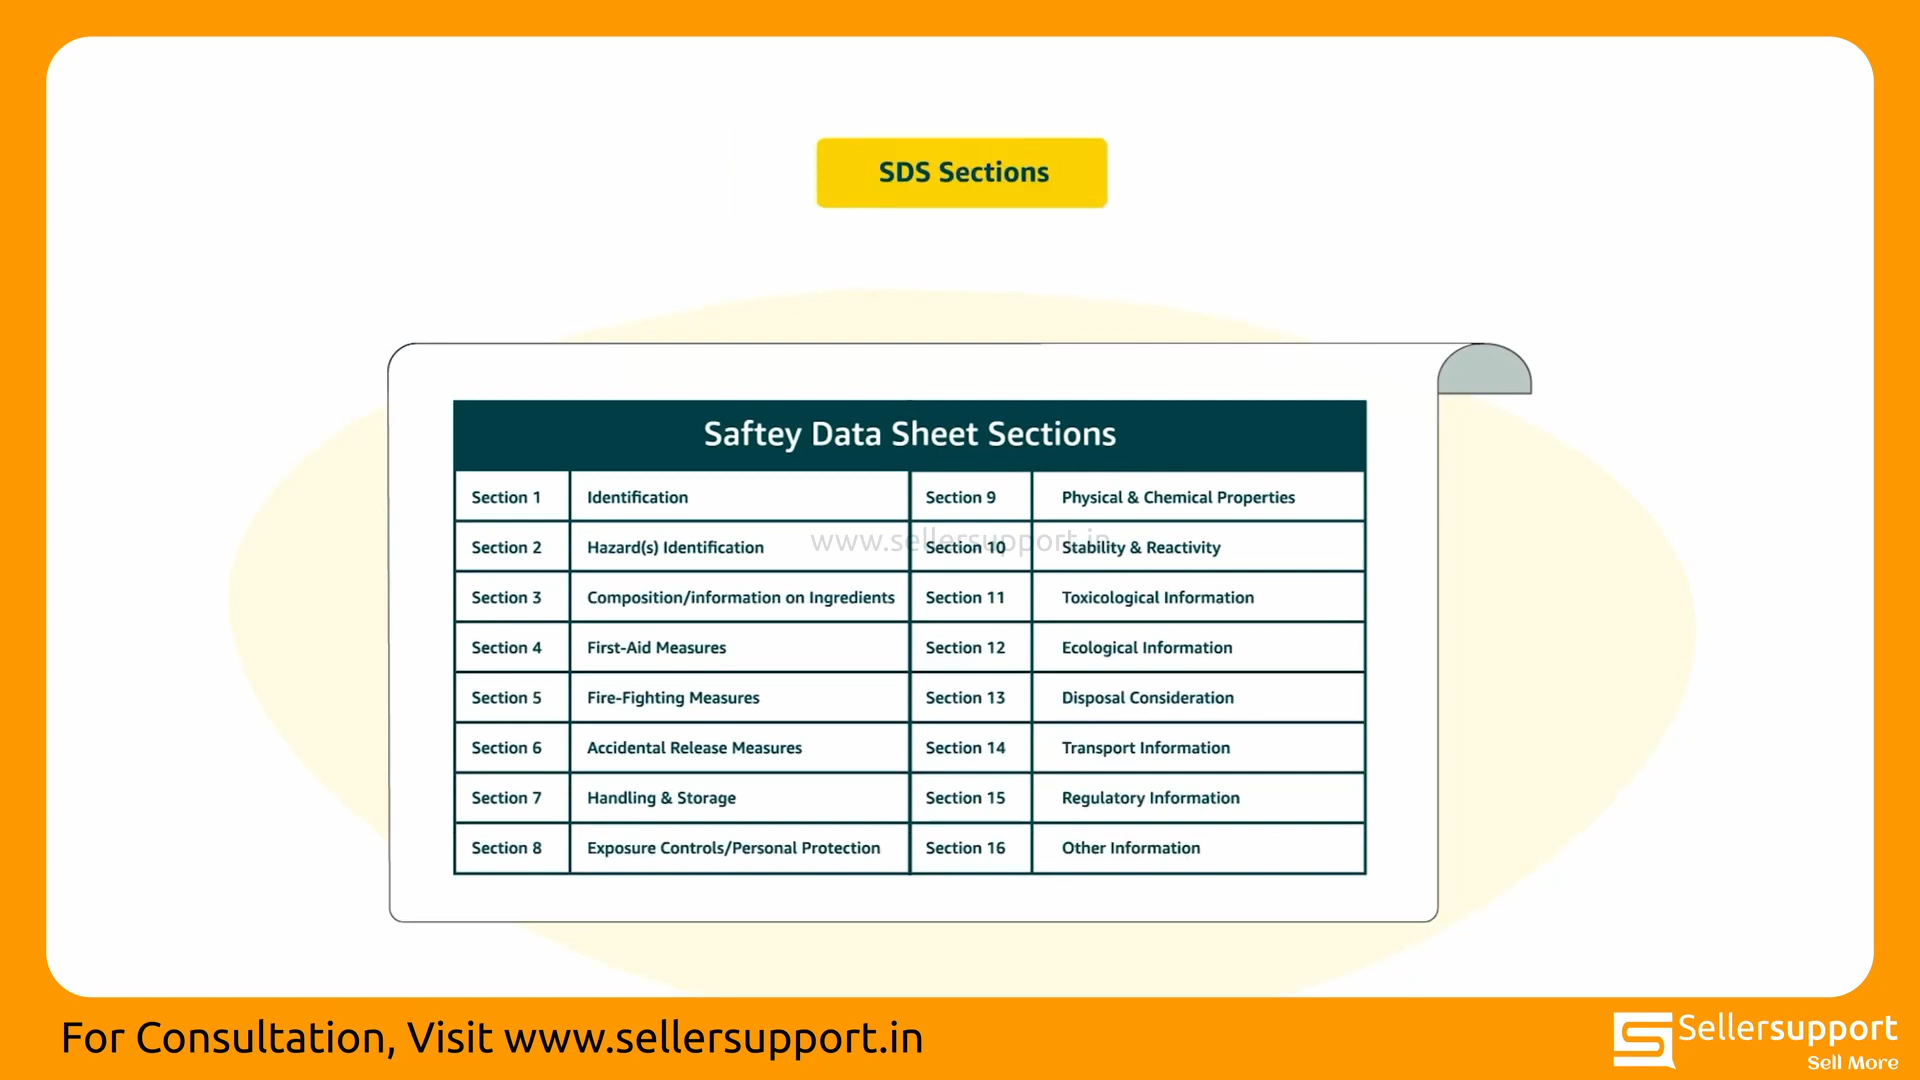 SDS Sections
Saftey Data Sheet Sections
Section 1 Identification Section 9 Physical & Chemical Properties
www.sellersupport.in
Section 2 Hazard(s) Identification Section 10 Stability & Reactivity
Section 3 Composition/information on Ingredients Section 11 Toxicological Information
Section 4 First-Aid Measures Section 12 Ecological Information
Section 5 Fire-Fighting Measures Section 13 Disposal Consideration
Section 6 Accidental Release Measures Section 14 Transport Information
Section 7 Handling & Storage Section 15 Regulatory Information
Section 8 Exposure Controls/Personal Protection Section 16 Other Information
For Consultation, Visit www.sellersupport.in
Sellersupport
Sell More